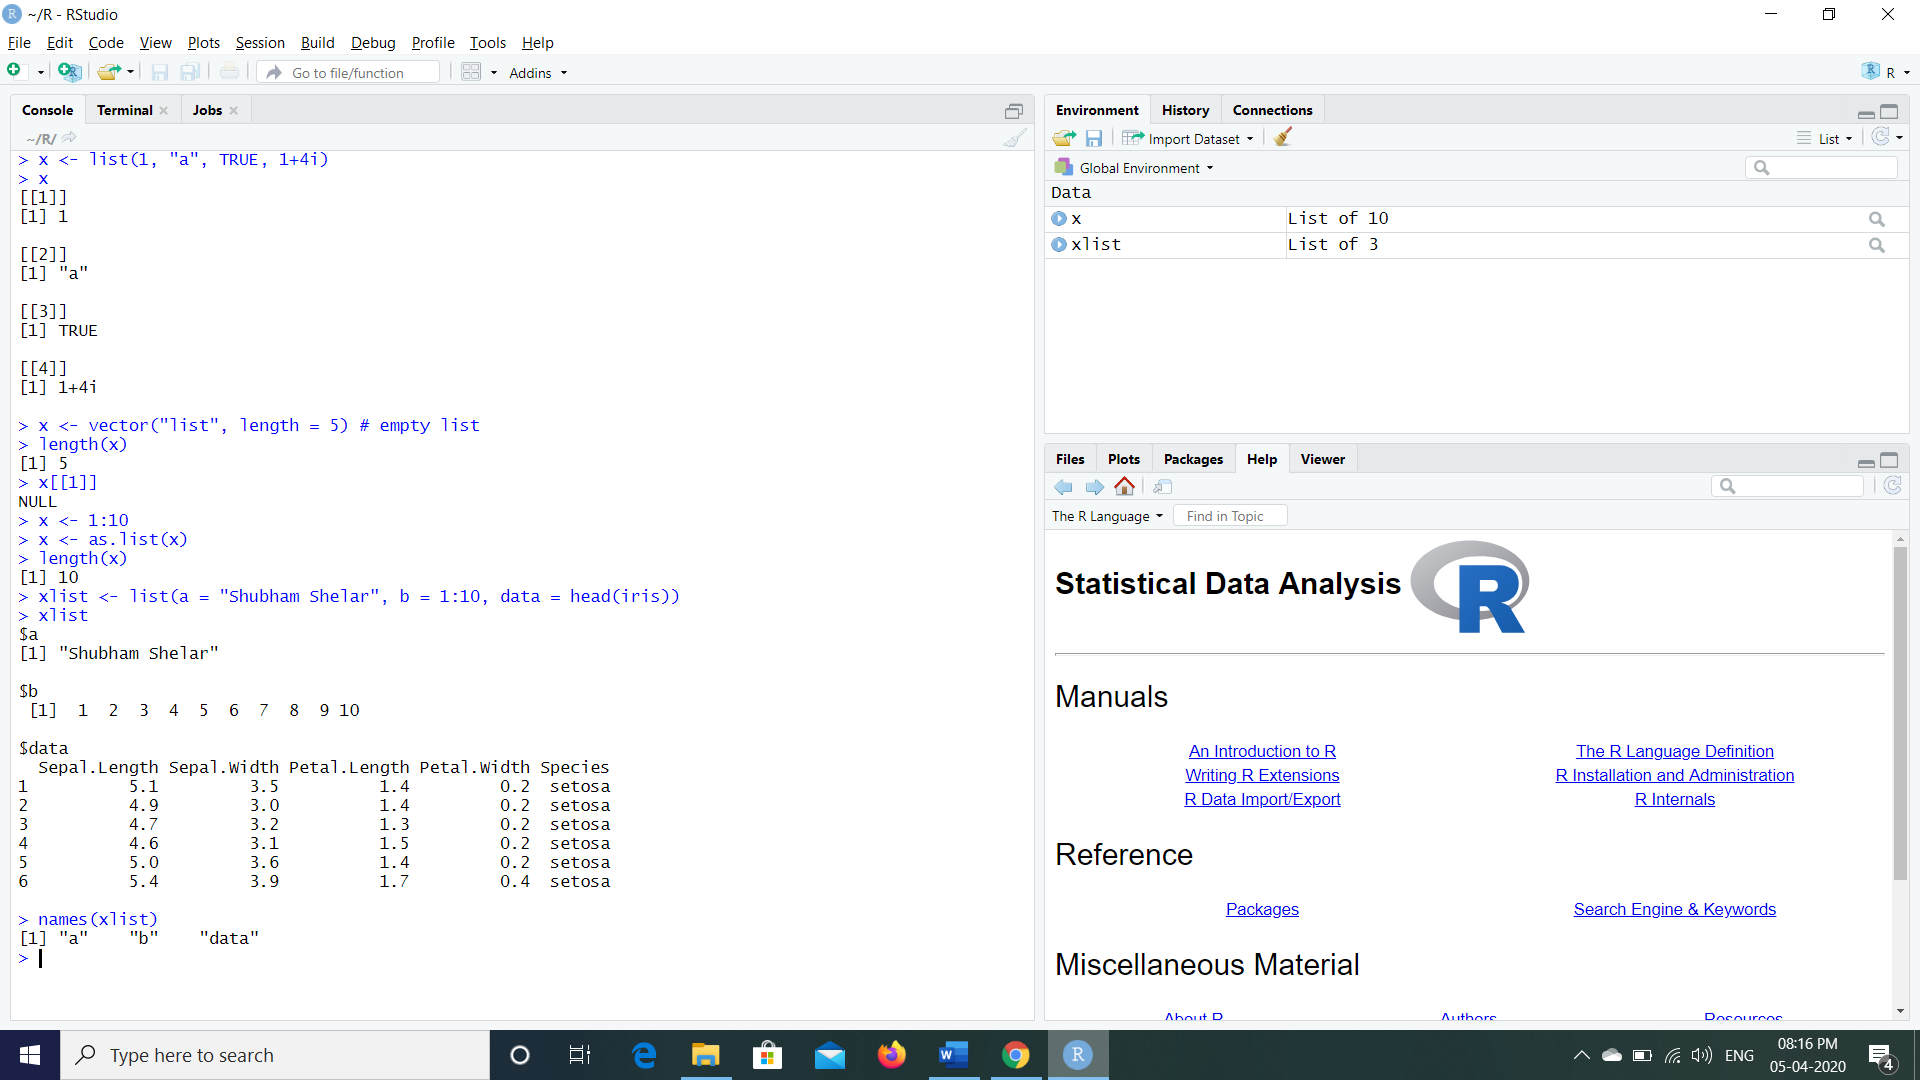 ~/R - RStudio
File Edit Code View Plots Session Build Debug Profile Tools Help
Go to file/function Addins R
Console Terminal Jobs
~/R/
> x <- list(1, "a", TRUE, 1+4i)
> x
[[1]]
[1] 1
[[2]]
[1] "a"
[[3]]
[1] TRUE
[[4]]
[1] 1+4i
> x <- vector("list", length = 5) # empty list
> length(x)
[1] 5
> x[[1]]
NULL
> x <- 1:10
> x <- as.list(x)
> length(x)
[1] 10
> xlist <- list(a = "Shubham Shelar", b = 1:10, data = head(iris))
> xlist
$a
[1] "Shubham Shelar"
$b
[1] 1 2 3 4 5 6 7 8 9 10
$data
Sepal.Length Sepal.Width Petal.Length Petal.Width Species
1 5.1 3.5 1.4 0.2 setosa
2 4.9 3.0 1.4 0.2 setosa
3 4.7 3.2 1.3 0.2 setosa
4 4.6 3.1 1.5 0.2 setosa
5 5.0 3.6 1.4 0.2 setosa
6 5.4 3.9 1.7 0.4 setosa
> names(xlist)
[1] "a" "b" "data"
>
Environment History Connections
Import Dataset List
Global Environment
Data
x List of 10
xlist List of 3
Files Plots Packages Help Viewer
The R Language Find in Topic
Statistical Data Analysis R
Manuals
An Introduction to R The R Language Definition
Writing R Extensions R Installation and Administration
R Data Import/Export R Internals
Reference
Packages Search Engine & Keywords
Miscellaneous Material
About R Authors Resources
Type here to search
ENG 08:16 PM
05-04-2020
4